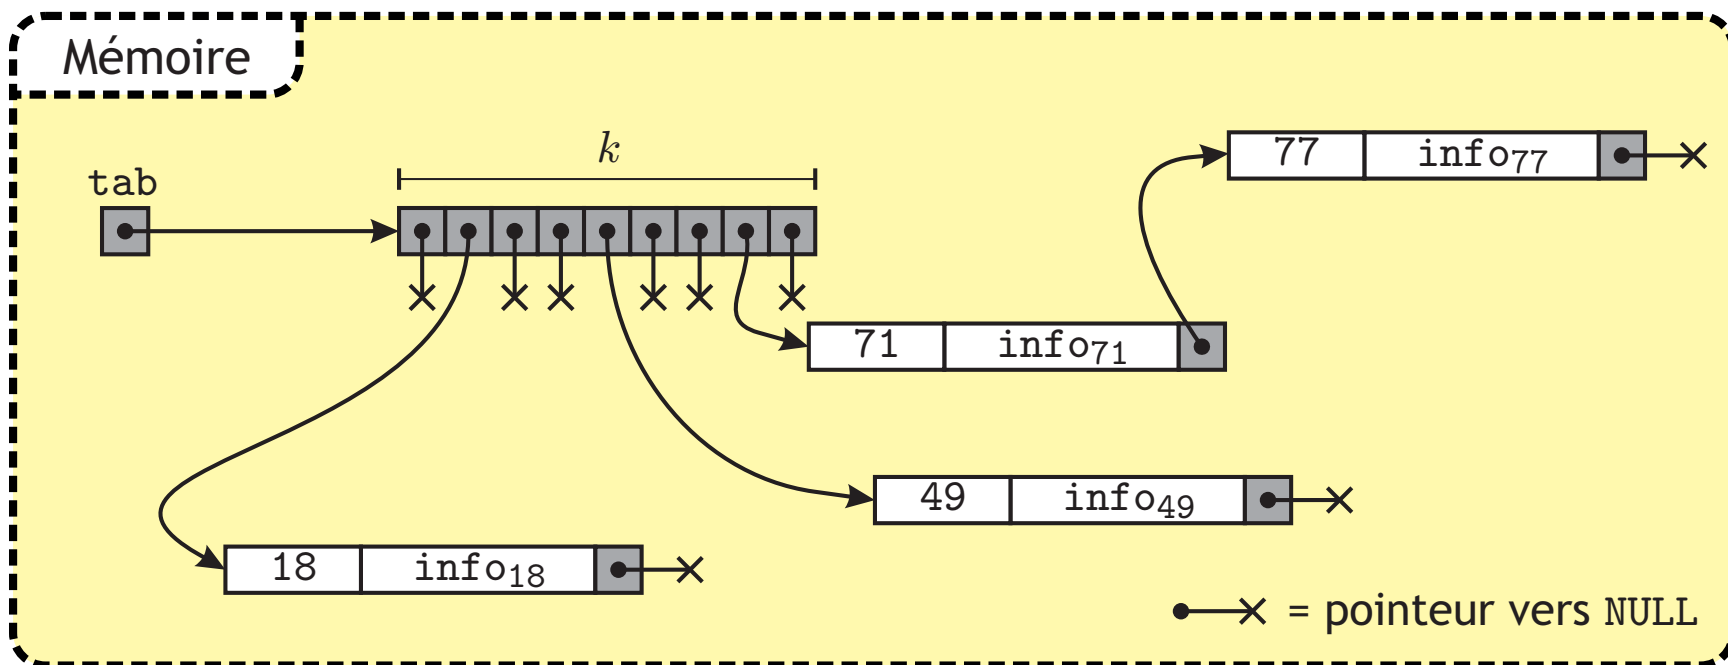 Mémoire
k
tab
77 info77
71 info71
49 info49
18 info18
= pointeur vers NULL